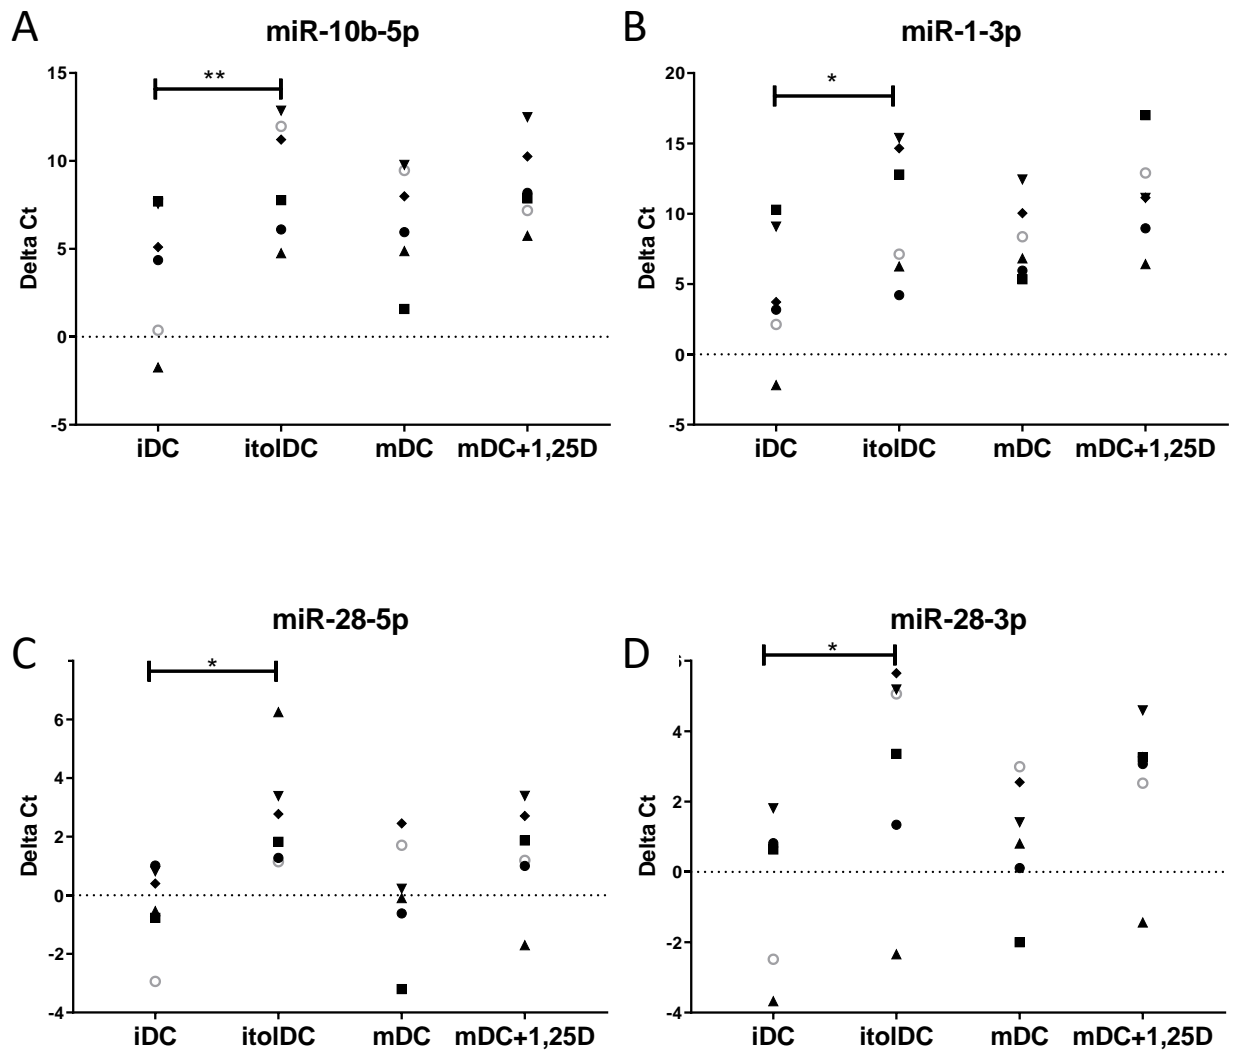 A
miR-10b-5p
**
15
10
5
0
-5
Delta Ct
iDC
itolDC
mDC
mDC+1,25D
B
miR-1-3p
*
20
15
10
5
0
-5
Delta Ct
iDC
itolDC
mDC
mDC+1,25D
C
miR-28-5p
*
6
4
2
0
-2
-4
Delta Ct
iDC
itolDC
mDC
mDC+1,25D
D
miR-28-3p
*
4
2
0
-2
-4
Delta Ct
iDC
itolDC
mDC
mDC+1,25D